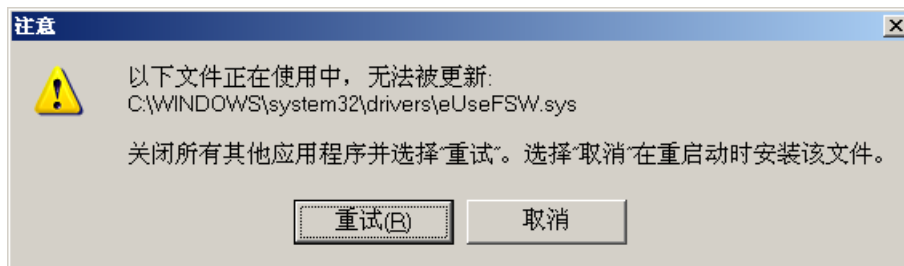 注意
以下文件正在使用中，无法被更新:
C:\WINDOWS\system32\drivers\eUseFSW.sys
关闭所有其他应用程序并选择"重试"。选择"取消"在重启动时安装该文件。
重试(R)
取消